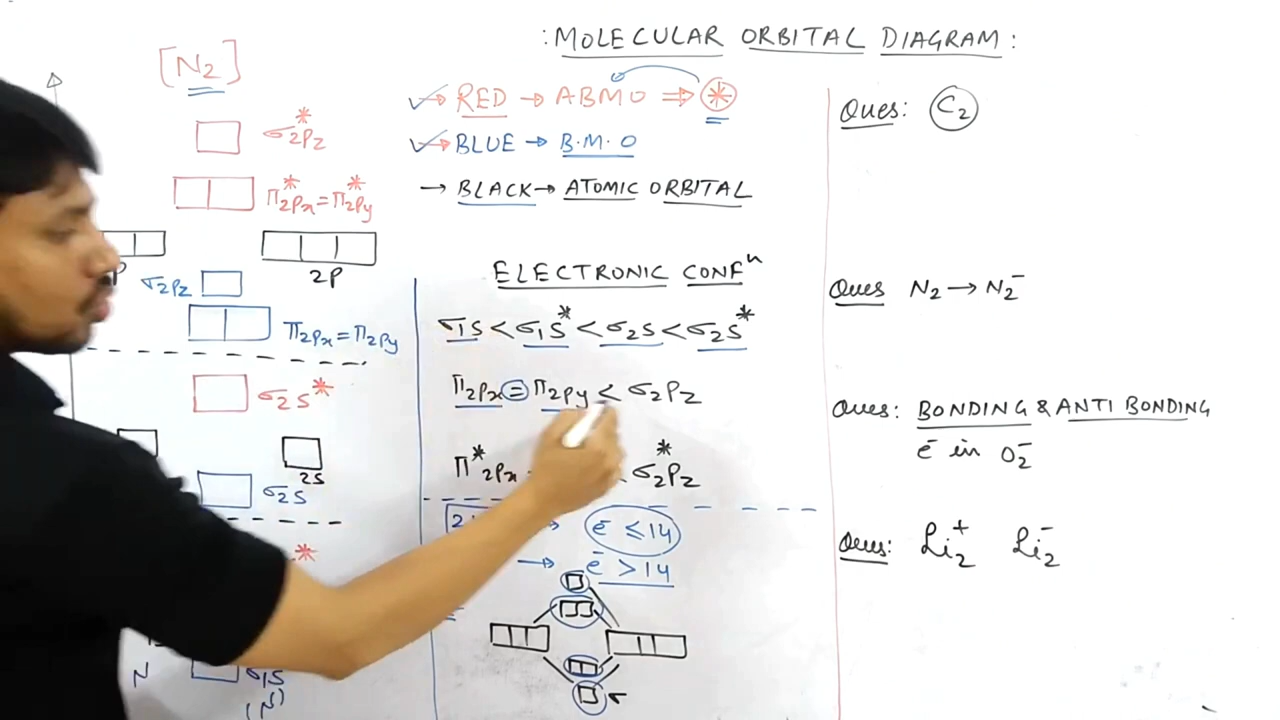 : MOLECULAR ORBITAL DIAGRAM :
[N₂]
σ*2Pz
π*2Px = π*2Py
2P
σ2Pz
π2Px = π2Py
σ2S*
2S
σ2S
*
N
σ1S
(N)
→ RED → ABMO ⇒ *
→ BLUE → B.M.O
→ BLACK → ATOMIC ORBITAL
ELECTRONIC CONFⁿ
σ1S < σ1S* < σ2S < σ2S*
π2Px = π2Py < σ2Pz
π*2Px < σ*2Pz
→ ē ≤ 14
→ ē > 14
σ
Ques: C₂
Ques N₂ → N₂⁻
Ques: BONDING & ANTI BONDING
ē in O₂⁻
Ques: Li₂⁺ Li₂⁻